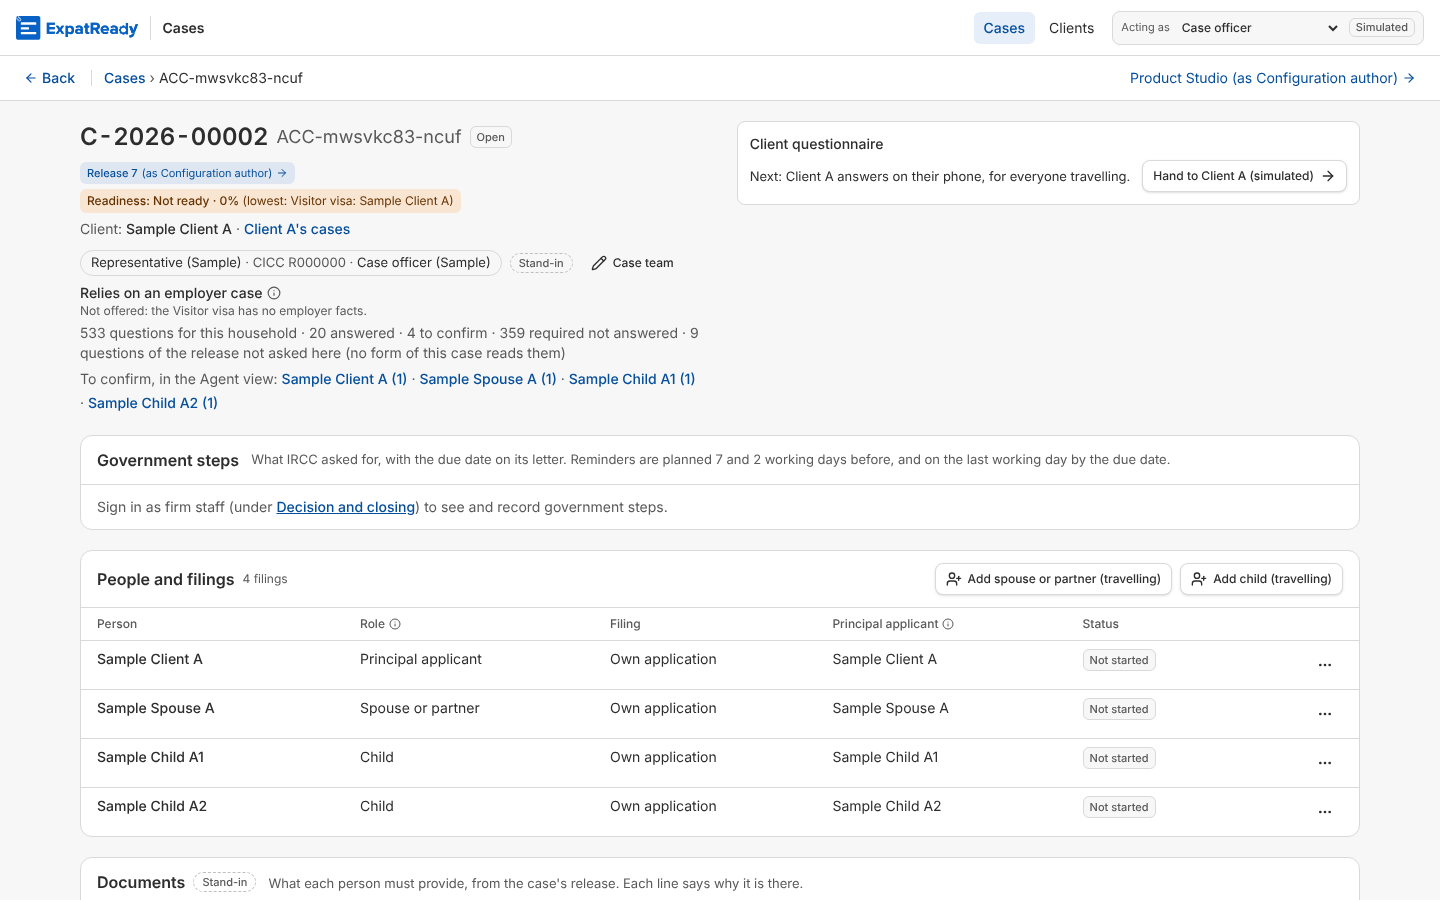 ExpatReady
Cases
Cases
Clients
Acting as Case officer Simulated
← Back
Cases › ACC-mwsvkc83-ncuf
Product Studio (as Configuration author) →
C-2026-00002 ACC-mwsvkc83-ncuf Open
Release 7 (as Configuration author) →
Readiness: Not ready · 0% (lowest: Visitor visa: Sample Client A)
Client: Sample Client A · Client A's cases
Representative (Sample) · CICC R000000 · Case officer (Sample) Stand-in Case team
Relies on an employer case
Not offered: the Visitor visa has no employer facts.
533 questions for this household · 20 answered · 4 to confirm · 359 required not answered · 9
questions of the release not asked here (no form of this case reads them)
To confirm, in the Agent view: Sample Client A (1) · Sample Spouse A (1) · Sample Child A1 (1)
· Sample Child A2 (1)
Client questionnaire
Next: Client A answers on their phone, for everyone travelling.
Hand to Client A (simulated) →
Government steps What IRCC asked for, with the due date on its letter. Reminders are planned 7 and 2 working days before, and on the last working day by the due date.
Sign in as firm staff (under Decision and closing) to see and record government steps.
People and filings 4 filings
Add spouse or partner (travelling)
Add child (travelling)
Person Role Filing Principal applicant Status
Sample Client A Principal applicant Own application Sample Client A Not started ...
Sample Spouse A Spouse or partner Own application Sample Spouse A Not started ...
Sample Child A1 Child Own application Sample Child A1 Not started ...
Sample Child A2 Child Own application Sample Child A2 Not started ...
Documents Stand-in What each person must provide, from the case's release. Each line says why it is there.